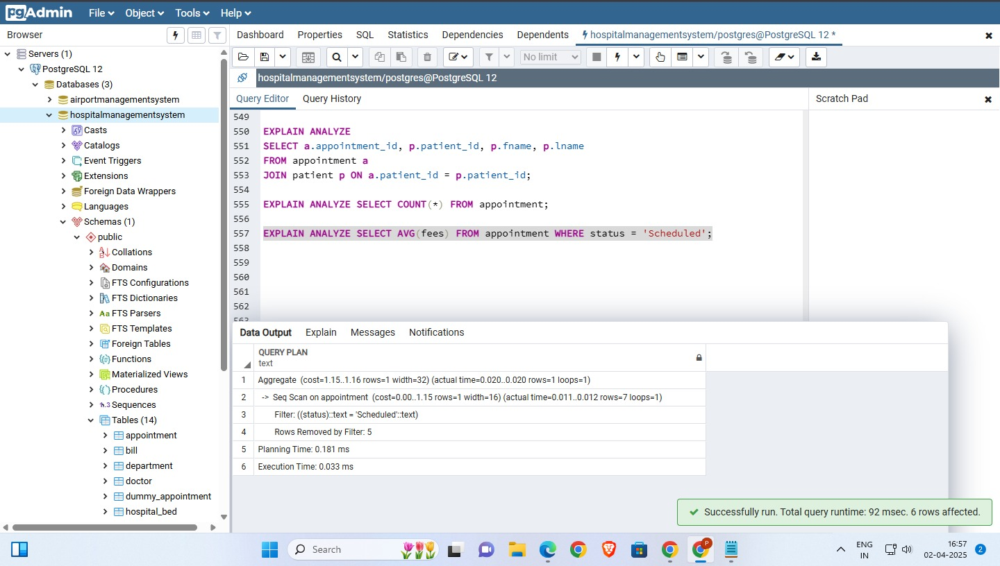 pgAdmin File Object Tools Help
Browser
Dashboard Properties SQL Statistics Dependencies Dependents hospitalmanagementsystem/postgres@PostgreSQL 12 *
No limit
hospitalmanagementsystem/postgres@PostgreSQL 12
Query Editor Query History
Scratch Pad
Servers (1)
PostgreSQL 12
Databases (3)
airportmanagementsystem
hospitalmanagementsystem
Casts
Catalogs
Event Triggers
Extensions
Foreign Data Wrappers
Languages
Schemas (1)
public
Collations
Domains
FTS Configurations
FTS Dictionaries
Aa FTS Parsers
FTS Templates
Foreign Tables
Functions
Materialized Views
Procedures
1..3 Sequences
Tables (14)
appointment
bill
department
doctor
dummy_appointment
hospital_bed
549
550 EXPLAIN ANALYZE
551 SELECT a.appointment_id, p.patient_id, p.fname, p.lname
552 FROM appointment a
553 JOIN patient p ON a.patient_id = p.patient_id;
554
555 EXPLAIN ANALYZE SELECT COUNT(*) FROM appointment;
556
557 EXPLAIN ANALYZE SELECT AVG(fees) FROM appointment WHERE status = 'Scheduled';
558
559
560
561
562
563
Data Output Explain Messages Notifications
QUERY PLAN
text
1 Aggregate (cost=1.15..1.16 rows=1 width=32) (actual time=0.020..0.020 rows=1 loops=1)
2 -> Seq Scan on appointment (cost=0.00..1.15 rows=1 width=16) (actual time=0.011..0.012 rows=7 loops=1)
3 Filter: ((status)::text = 'Scheduled'::text)
4 Rows Removed by Filter: 5
5 Planning Time: 0.181 ms
6 Execution Time: 0.033 ms
Successfully run. Total query runtime: 92 msec. 6 rows affected.
Search
P
ENG
IN
16:57
02-04-2025
2